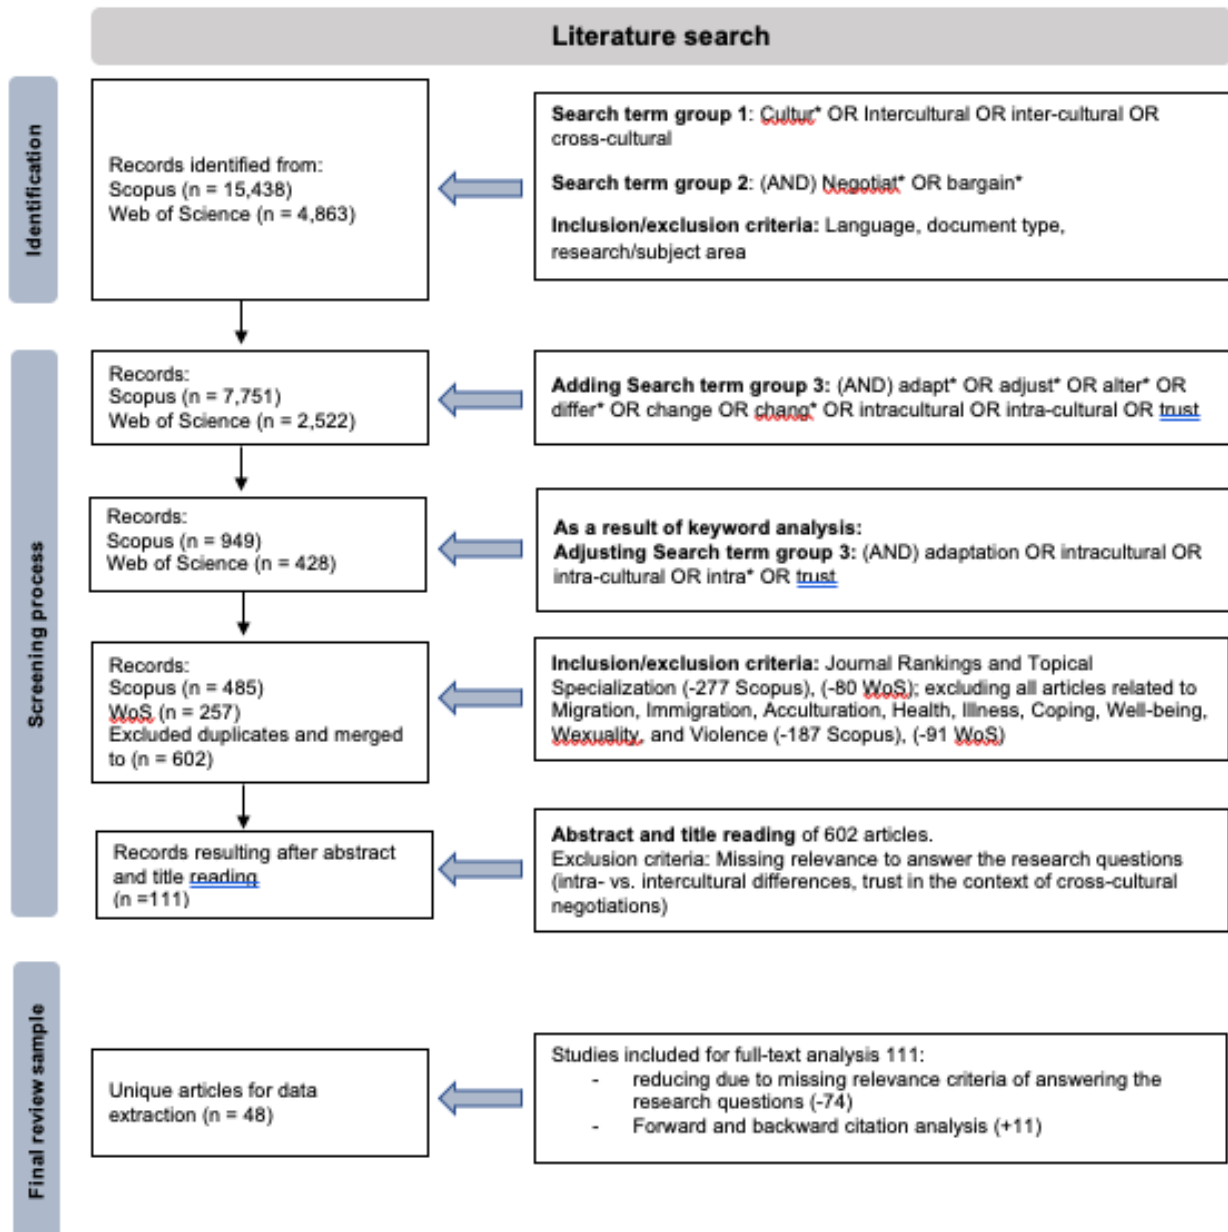 Literature search
Identification
Records identified from:
Scopus (n = 15,438)
Web of Science (n = 4,863)
Search term group 1: Cultur* OR Intercultural OR inter-cultural OR
cross-cultural
Search term group 2: (AND) Negotiat* OR bargain*
Inclusion/exclusion criteria: Language, document type,
research/subject area
Screening process
Records:
Scopus (n = 7,751)
Web of Science (n = 2,522)
Adding Search term group 3: (AND) adapt* OR adjust* OR alter* OR
differ* OR change OR chang* OR intracultural OR intra-cultural OR trust
Records:
Scopus (n = 949)
Web of Science (n = 428)
As a result of keyword analysis:
Adjusting Search term group 3: (AND) adaptation OR intracultural OR
intra-cultural OR intra* OR trust
Records:
Scopus (n = 485)
WoS (n = 257)
Excluded duplicates and merged
to (n = 602)
Inclusion/exclusion criteria: Journal Rankings and Topical
Specialization (-277 Scopus), (-80 WoS); excluding all articles related to
Migration, Immigration, Acculturation, Health, Illness, Coping, Well-being,
Wexuality, and Violence (-187 Scopus), (-91 WoS)
Records resulting after abstract
and title reading
(n =111)
Abstract and title reading of 602 articles.
Exclusion criteria: Missing relevance to answer the research questions
(intra- vs. intercultural differences, trust in the context of cross-cultural
negotiations)
Final review sample
Unique articles for data
extraction (n = 48)
Studies included for full-text analysis 111:
- reducing due to missing relevance criteria of answering the
research questions (-74)
- Forward and backward citation analysis (+11)